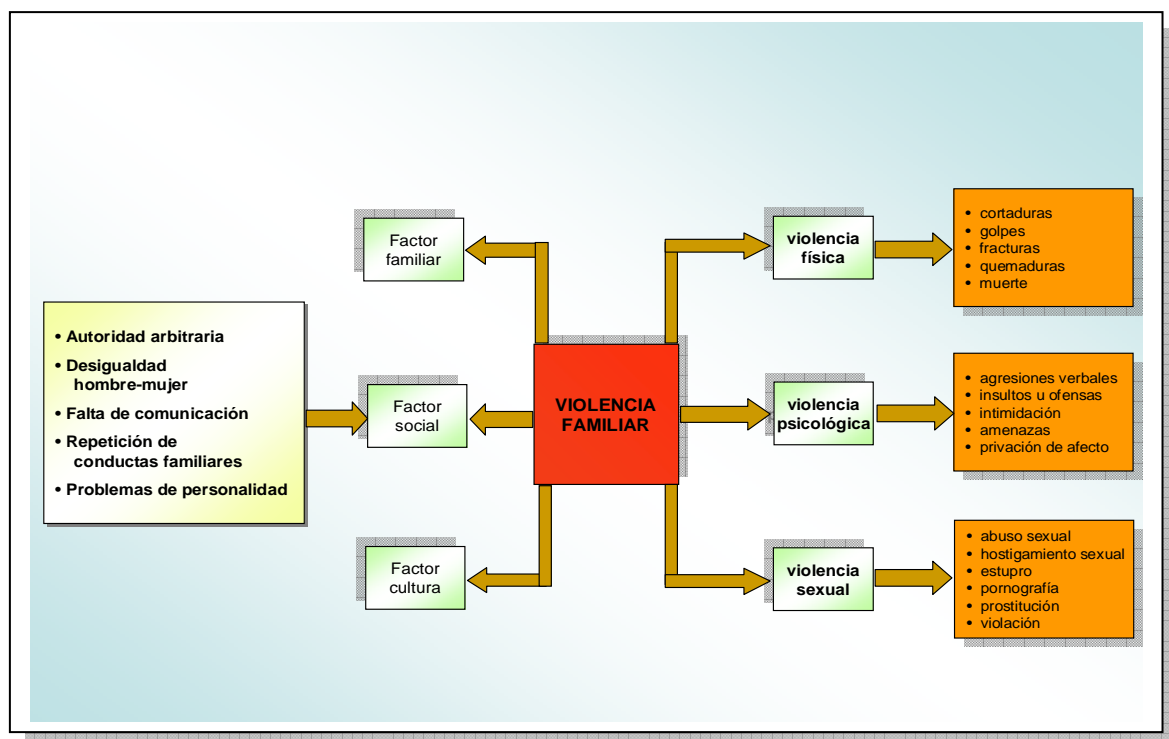 • Autoridad arbitraria
• Desigualdad
hombre-mujer
• Falta de comunicación
• Repetición de
conductas familiares
• Problemas de personalidad
Factor
familiar
Factor
social
Factor
cultura
VIOLENCIA
FAMILIAR
violencia
física
violencia
psicológica
violencia
sexual
• cortaduras
• golpes
• fracturas
• quemaduras
• muerte
• agresiones verbales
• insultos u ofensas
• intimidación
• amenazas
• privación de afecto
• abuso sexual
• hostigamiento sexual
• estupro
• pornografía
• prostitución
• violación